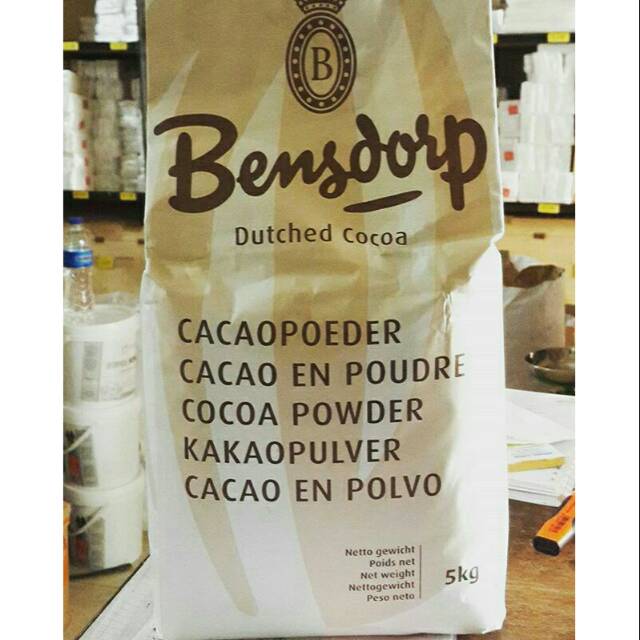 B
Bensdorp
Dutched Cocoa
CACAOPOEDER
CACAO EN POUDRE
COCOA POWDER
KAKAOPULVER
CACAO EN POLVO
Netto gewicht
Poids net
Net weight
Nettogewicht
Peso neto
5kg